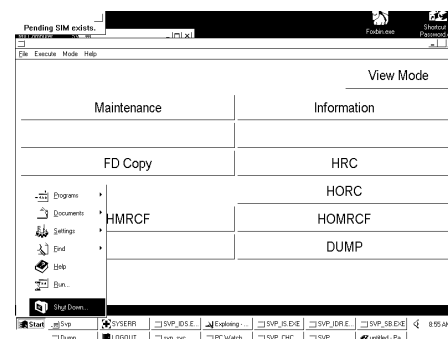 Pending SIM exists.
Foxbin.exe
Shortcut
Password.
File Execute Mode Help
View Mode
Maintenance
Information
FD Copy
HRC
HORC
HMRCF
HOMRCF
DUMP
Programs
Documents
Settings
Find
Help
Run...
Shut Down...
Start
Svp
SYSERR
SVP_IDS.E...
Exploring - ...
SVP_IS.EXE
SVP_IDR.E...
SVP_SB.EXE
8:55 AM
Dump
LOGOUT
PC Watch
SVP_CHC
SVP
untitled - Pa